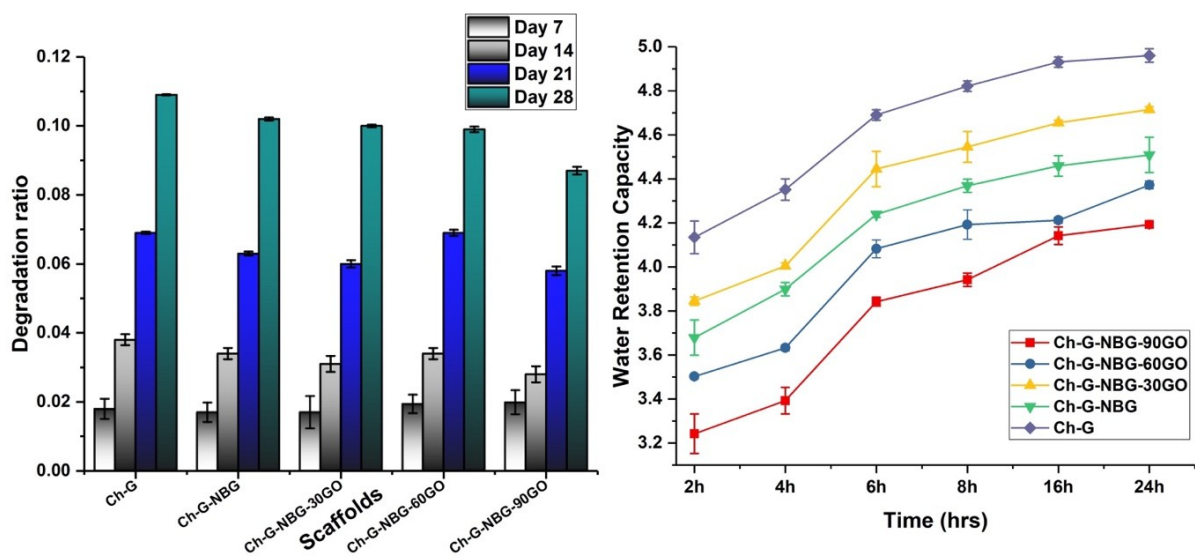 Degradation ratio
0.12
0.10
0.08
0.06
0.04
0.02
0.00
Day 7
Day 14
Day 21
Day 28
Ch-G
Ch-G-NBG
Ch-G-NBG-30GO
Ch-G-NBG-60GO
Ch-G-NBG-90GO
Scaffolds
Water Retention Capacity
5.0
4.8
4.6
4.4
4.2
4.0
3.8
3.6
3.4
3.2
Ch-G-NBG-90GO
Ch-G-NBG-60GO
Ch-G-NBG-30GO
Ch-G-NBG
Ch-G
2h 4h 6h 8h 16h 24h
Time (hrs)